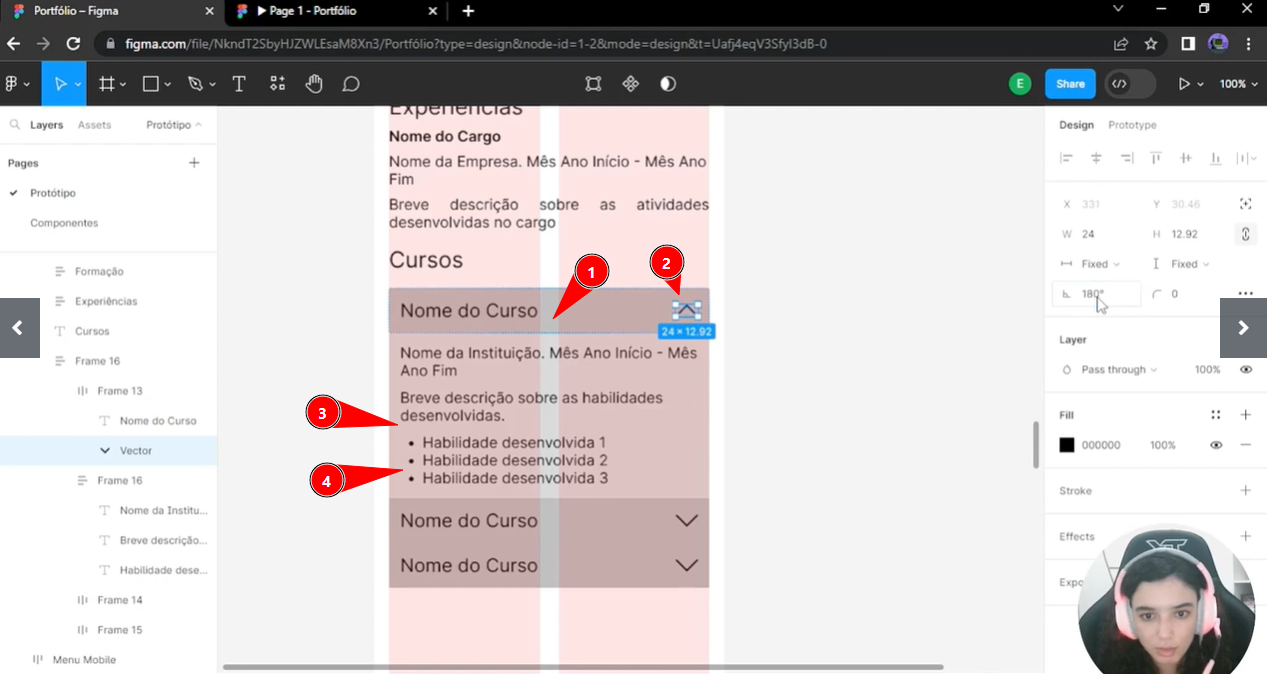 Portfólio – Figma
Page 1 - Portfólio
figma.com/file/NkndT2SbyHJZWLEsaM8Xn3/Portfólio?type=design&node-id=1-2&mode=design&t=Uafj4eqV3SfyI3dB-0
E
Share
100%
Layers
Assets
Protótipo
Pages
Protótipo
Componentes
Formação
Experiências
Cursos
Frame 16
Frame 13
Nome do Curso
Vector
Frame 16
Nome da Institu...
Breve descrição...
Habilidade dese...
Frame 14
Frame 15
Menu Mobile
Experiências
Nome do Cargo
Nome da Empresa. Mês Ano Início - Mês Ano
Fim
Breve descrição sobre as atividades
desenvolvidas no cargo
Cursos
1
2
Nome do Curso
24 × 12.92
Nome da Instituição. Mês Ano Início - Mês
Ano Fim
Breve descrição sobre as habilidades
desenvolvidas.
3
• Habilidade desenvolvida 1
• Habilidade desenvolvida 2
• Habilidade desenvolvida 3
4
Nome do Curso
Nome do Curso
Design
Prototype
X 331
Y 30.46
W 24
H 12.92
Fixed
Fixed
180°
0
Layer
Pass through
100%
Fill
000000
100%
Stroke
Effects
Expo